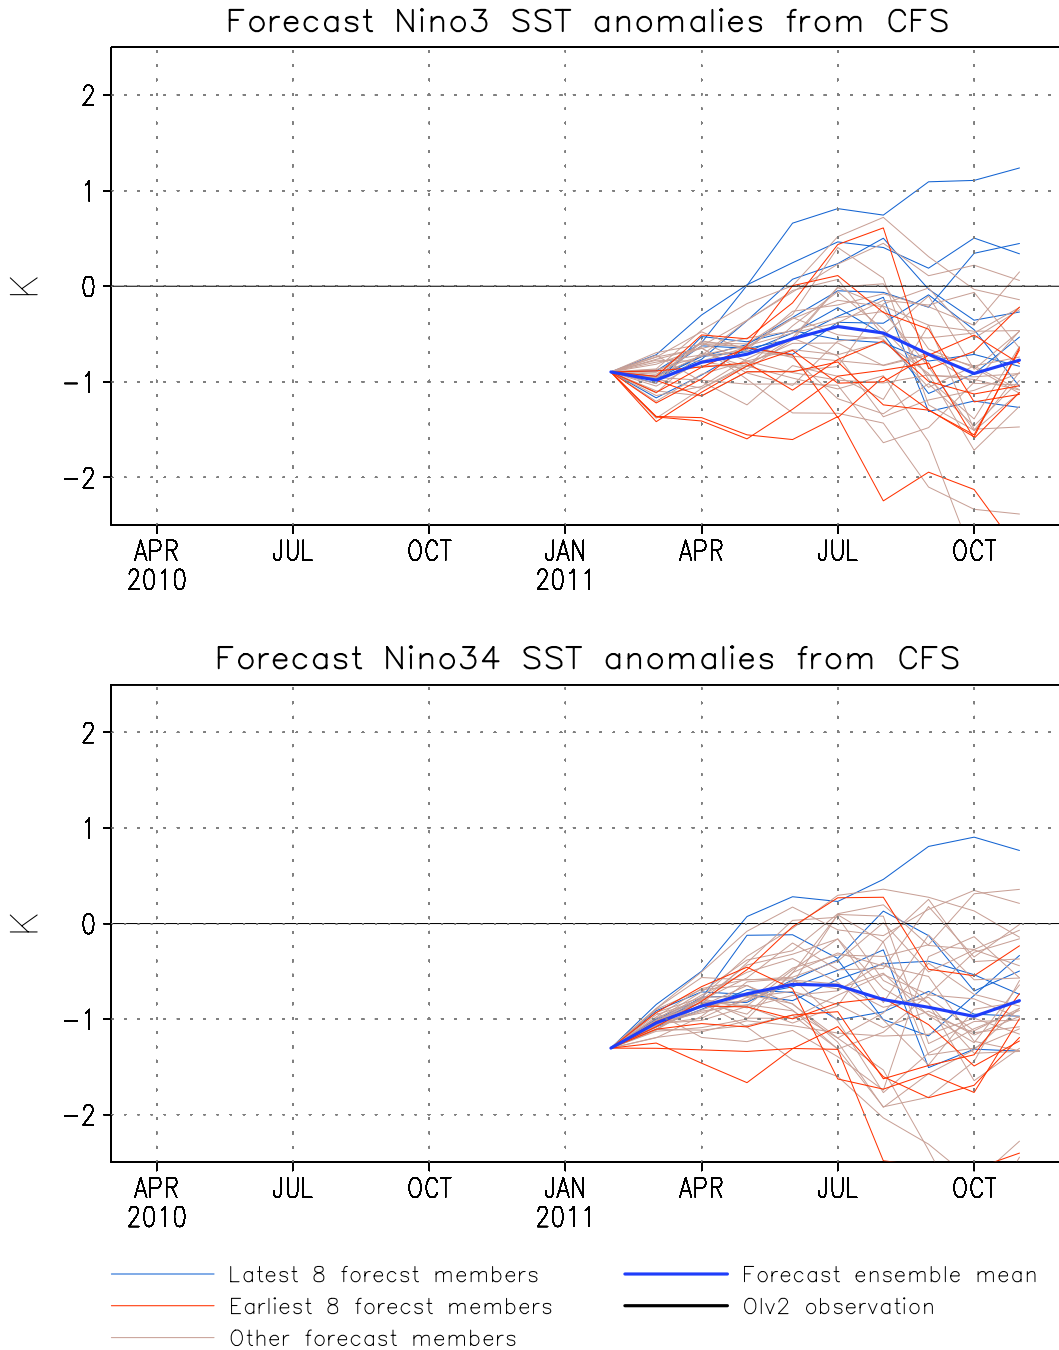 Forecast Nino3 SST anomalies from CFS
K
2
1
0
−1
−2
APR JUL OCT JAN APR JUL OCT
2010 2011
Forecast Nino34 SST anomalies from CFS
K
2
1
0
−1
−2
APR JUL OCT JAN APR JUL OCT
2010 2011
Latest 8 forecst members Forecast ensemble mean
Earliest 8 forecst members OIv2 observation
Other forecast members